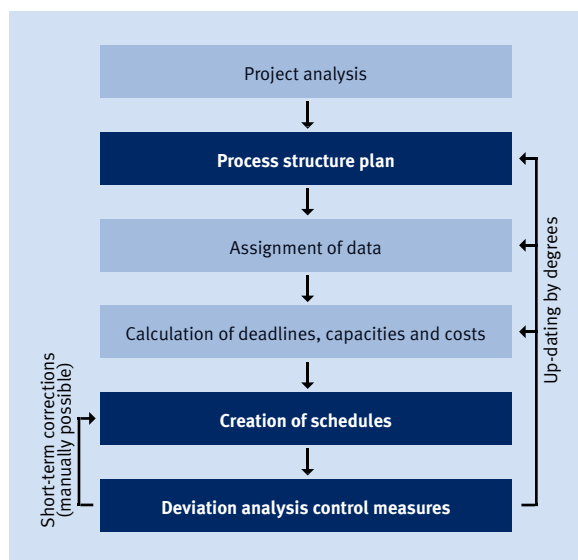 Project analysis
Process structure plan
Assignment of data
Calculation of deadlines, capacities and costs
Creation of schedules
Deviation analysis control measures
Short-term corrections
(manually possible)
Up-dating by degrees